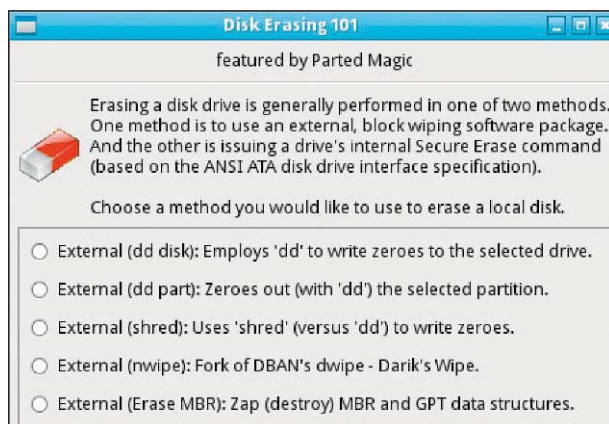 Disk Erasing 101
featured by Parted Magic
Erasing a disk drive is generally performed in one of two methods.
One method is to use an external, block wiping software package.
And the other is issuing a drive's internal Secure Erase command
(based on the ANSI ATA disk drive interface specification).
Choose a method you would like to use to erase a local disk.
External (dd disk): Employs 'dd' to write zeroes to the selected drive.
External (dd part): Zeroes out (with 'dd') the selected partition.
External (shred): Uses 'shred' (versus 'dd') to write zeroes.
External (nwipe): Fork of DBAN's dwipe - Darik's Wipe.
External (Erase MBR): Zap (destroy) MBR and GPT data structures.